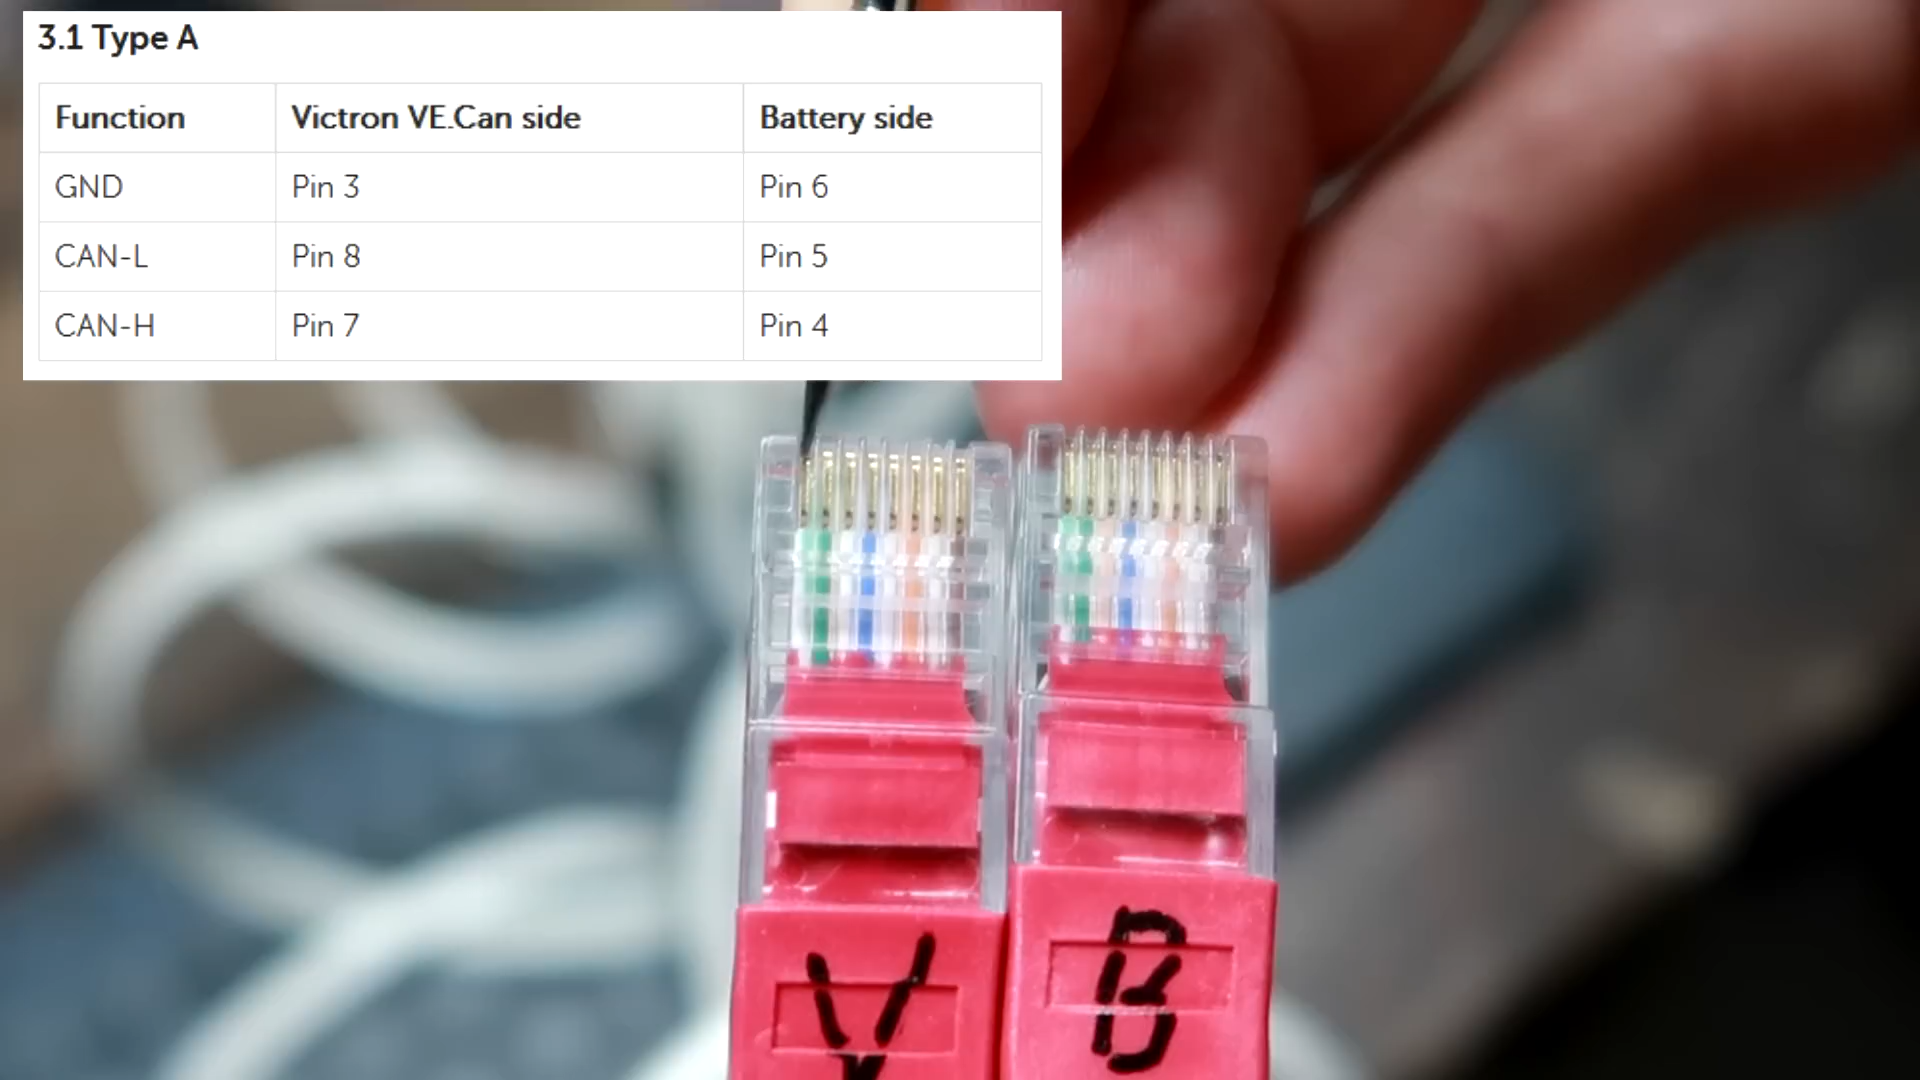 3.1 Type A
Function Victron VE.Can side Battery side
GND Pin 3 Pin 6
CAN-L Pin 8 Pin 5
CAN-H Pin 7 Pin 4
V B